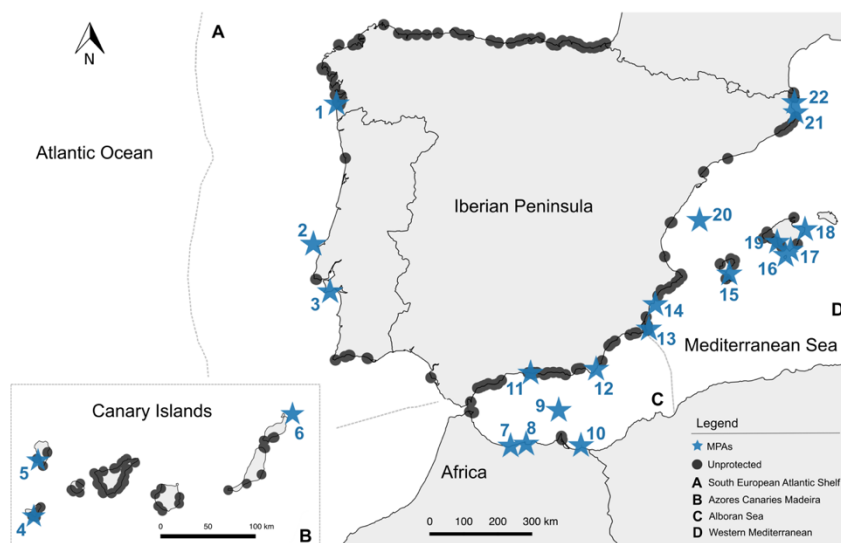 N
A
Atlantic Ocean
Iberian Peninsula
1
2
3
22
21
20
18
19
17
16
15
14
13
D
Mediterranean Sea
11
12
C
9
7
8
10
Africa
Canary Islands
6
5
4
0
50
100 km
B
0
100
200
300 km
Legend
MPAs
Unprotected
A South European Atlantic Shelf
B Azores Canaries Madeira
C Alboran Sea
D Western Mediterranean